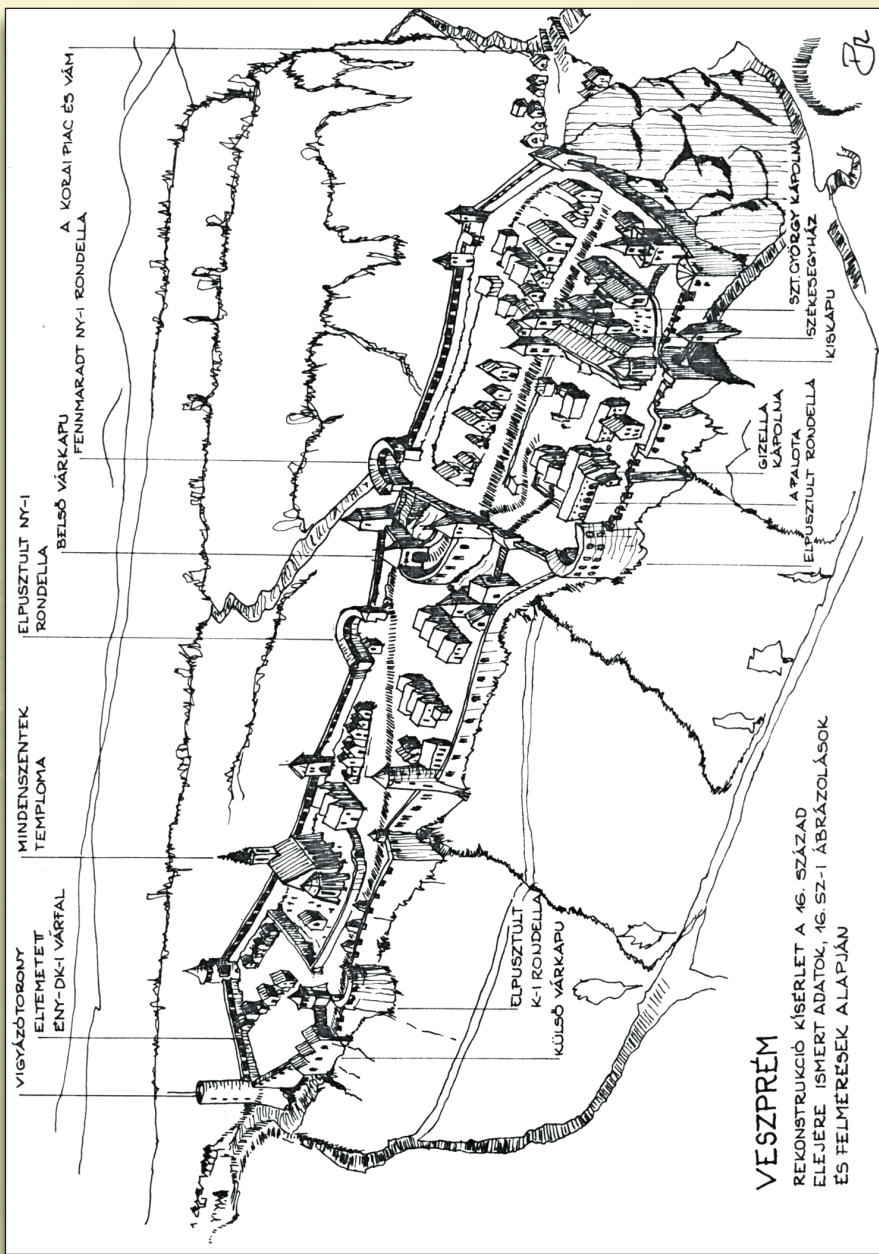 VIGYÁZÓTORONY
ELTEMETETT
ÉNY-DK-I VÁRFAL
MINDENSZENTEK
TEMPLOMA
ELPUSZTULT NY-I
RONDELLA
BELSŐ VÁRKAPU
FENNMARADT NY-I RONDELLA
A KORAI PIAC ÉS VÁM
ELPUSZTULT
K-I RONDELLA
KÜLSŐ VÁRKAPU
ELPUSZTULT RONDELLA
A PALOTA
GIZELLA
KÁPOLNA
KISKAPU
SZÉKESEGYHÁZ
SZT. GYÖRGY KÁPOLNA
VESZPRÉM
REKONSTRUKCIÓ KÍSÉRLET A 16. SZÁZAD
ELEJÉRE ISMERT ADATOK, 16. SZ-I ÁBRÁZOLÁSOK
ÉS FELMÉRÉSEK ALAPJÁN